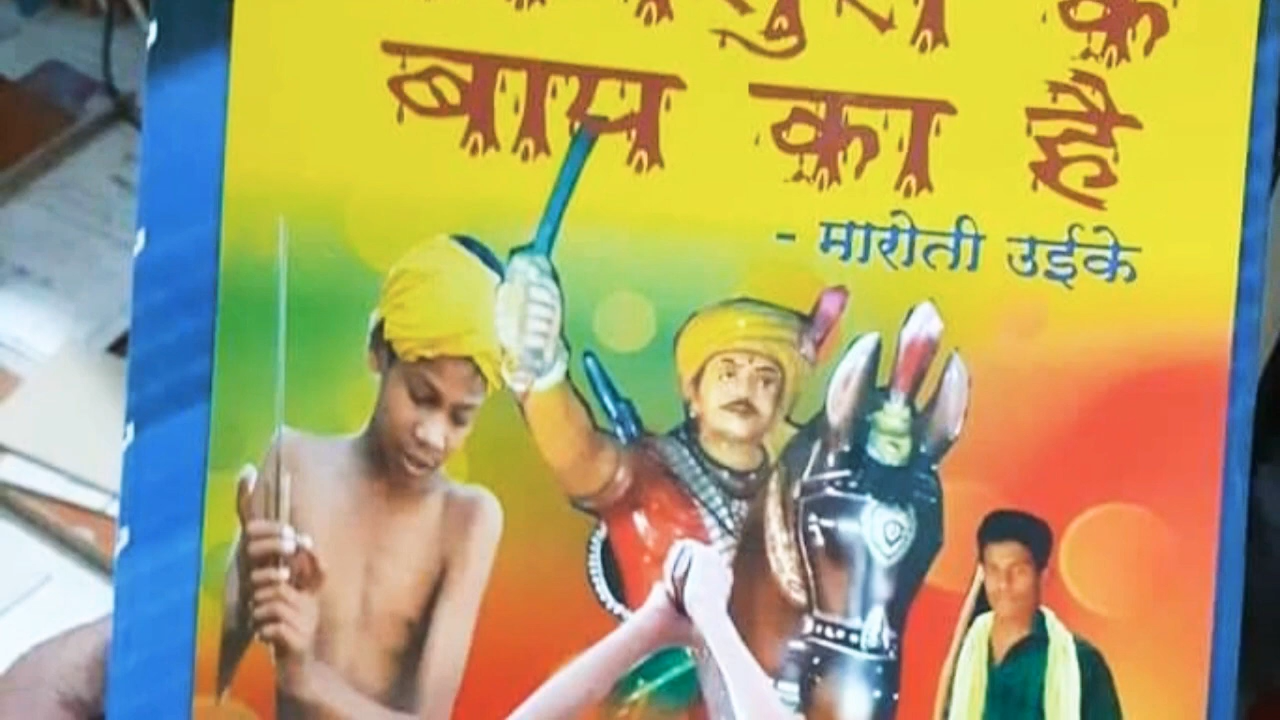 के
बाप का है
- मारोती उईके